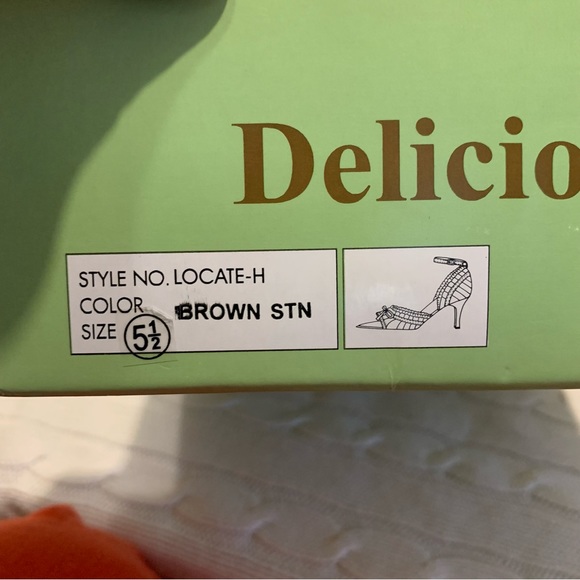 Delicio
STYLE NO. LOCATE-H
COLOR BROWN STN
SIZE 5½